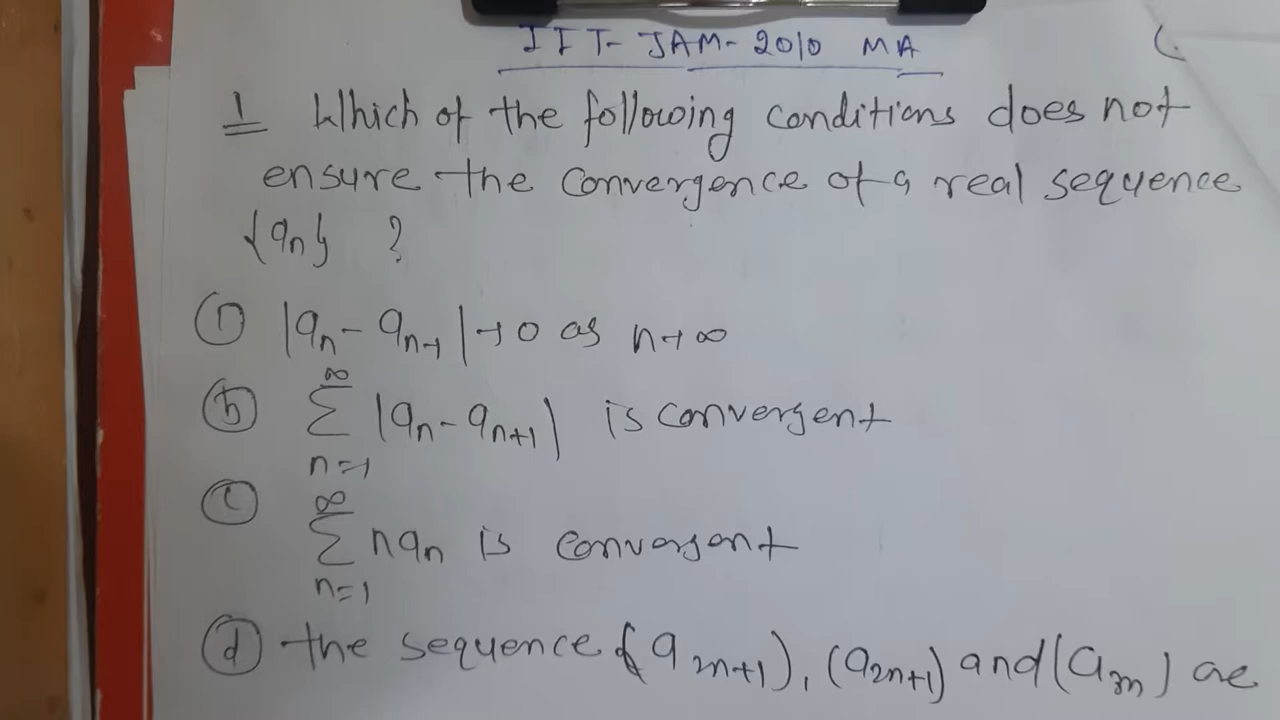 IIT-JAM-2010 MA
1 Which of the following conditions does not
ensure the convergence of a real sequence
{an} ?
(a) |an - an-1| → 0 as n → ∞
(b) ∑_{n=1}^{∞} |an - an+1| is convergent
(c) ∑_{n=1}^{∞} n an is convergent
(d) the sequence (a2n+1), (a2n+1) and (a3n) are